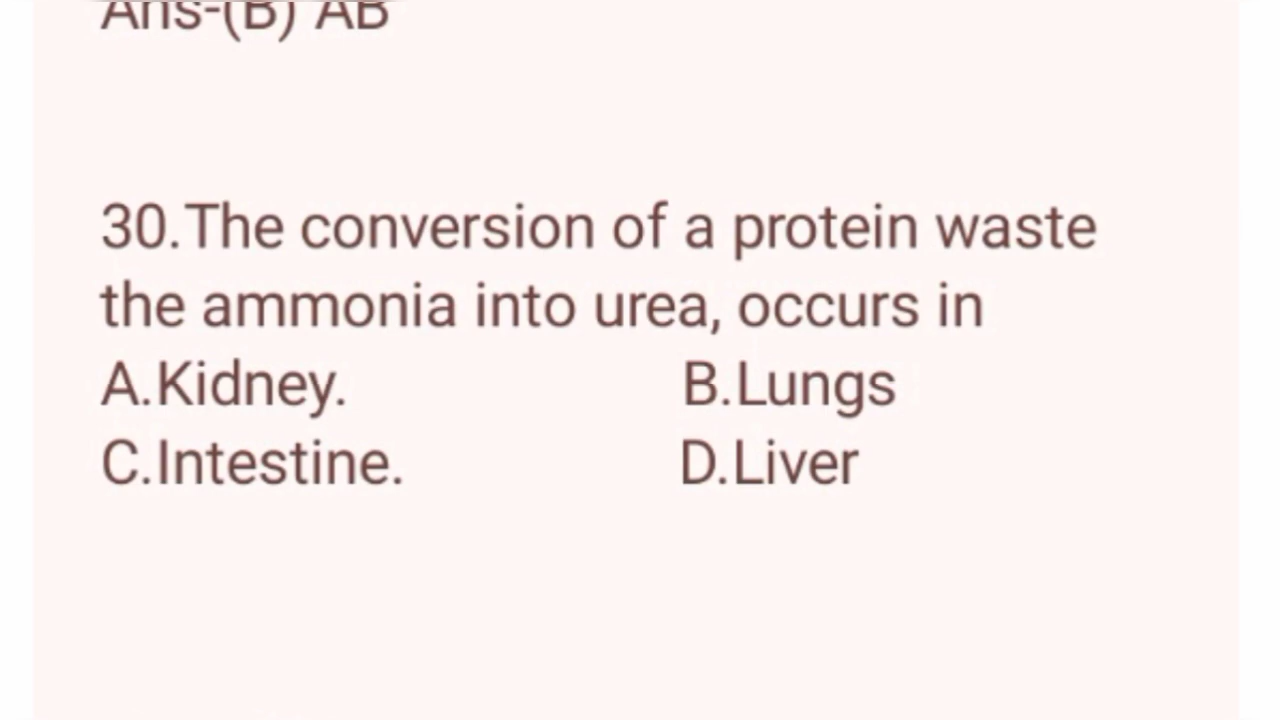 Ans-(B) AB
30.The conversion of a protein waste
the ammonia into urea, occurs in
A.Kidney. B.Lungs
C.Intestine. D.Liver